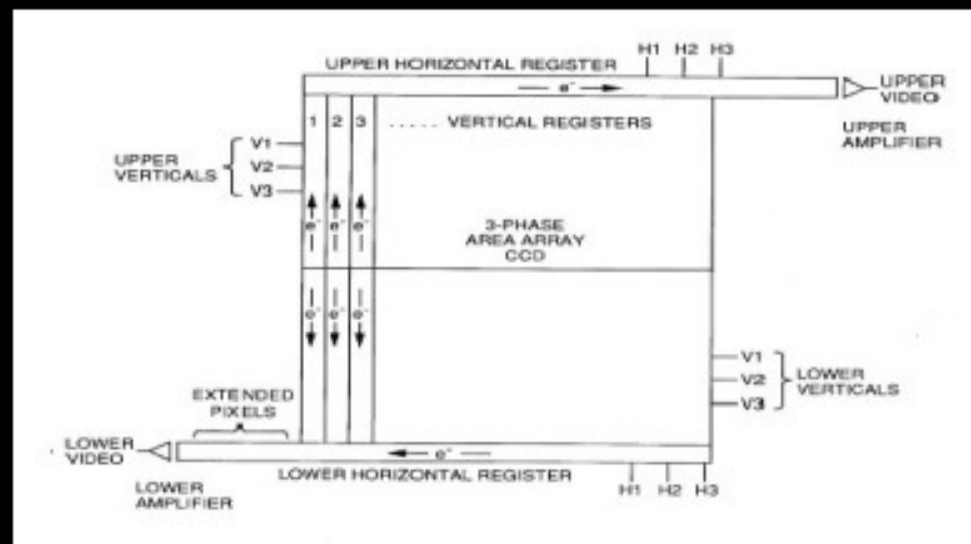 H1 H2 H3
UPPER HORIZONTAL REGISTER
e⁻
UPPER
VIDEO
UPPER
AMPLIFIER
1 2 3 ..... VERTICAL REGISTERS
UPPER
VERTICALS
V1
V2
V3
e⁻ e⁻ e⁻
3-PHASE
AREA ARRAY
CCD
e⁻ e⁻ e⁻
V1
V2
V3
LOWER
VERTICALS
EXTENDED
PIXELS
LOWER
VIDEO
e⁻
LOWER HORIZONTAL REGISTER
LOWER
AMPLIFIER
H1 H2 H3